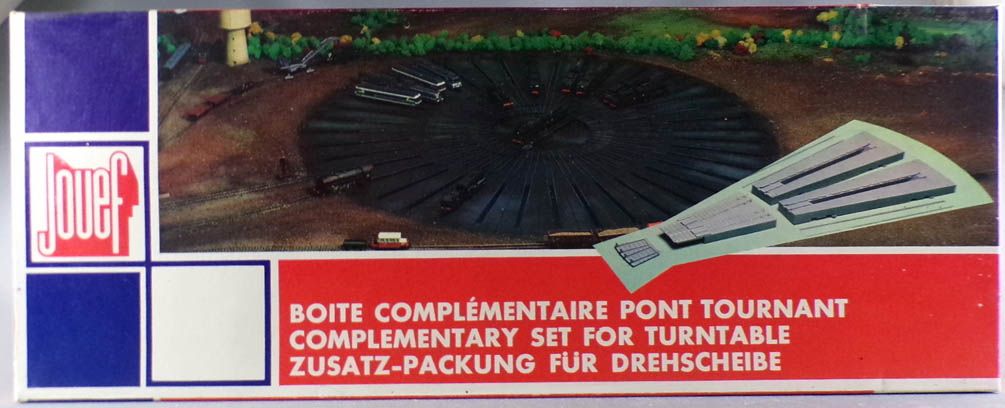 Jouef
BOITE COMPLÉMENTAIRE PONT TOURNANT
COMPLEMENTARY SET FOR TURNTABLE
ZUSATZ-PACKUNG FÜR DREHSCHEIBE